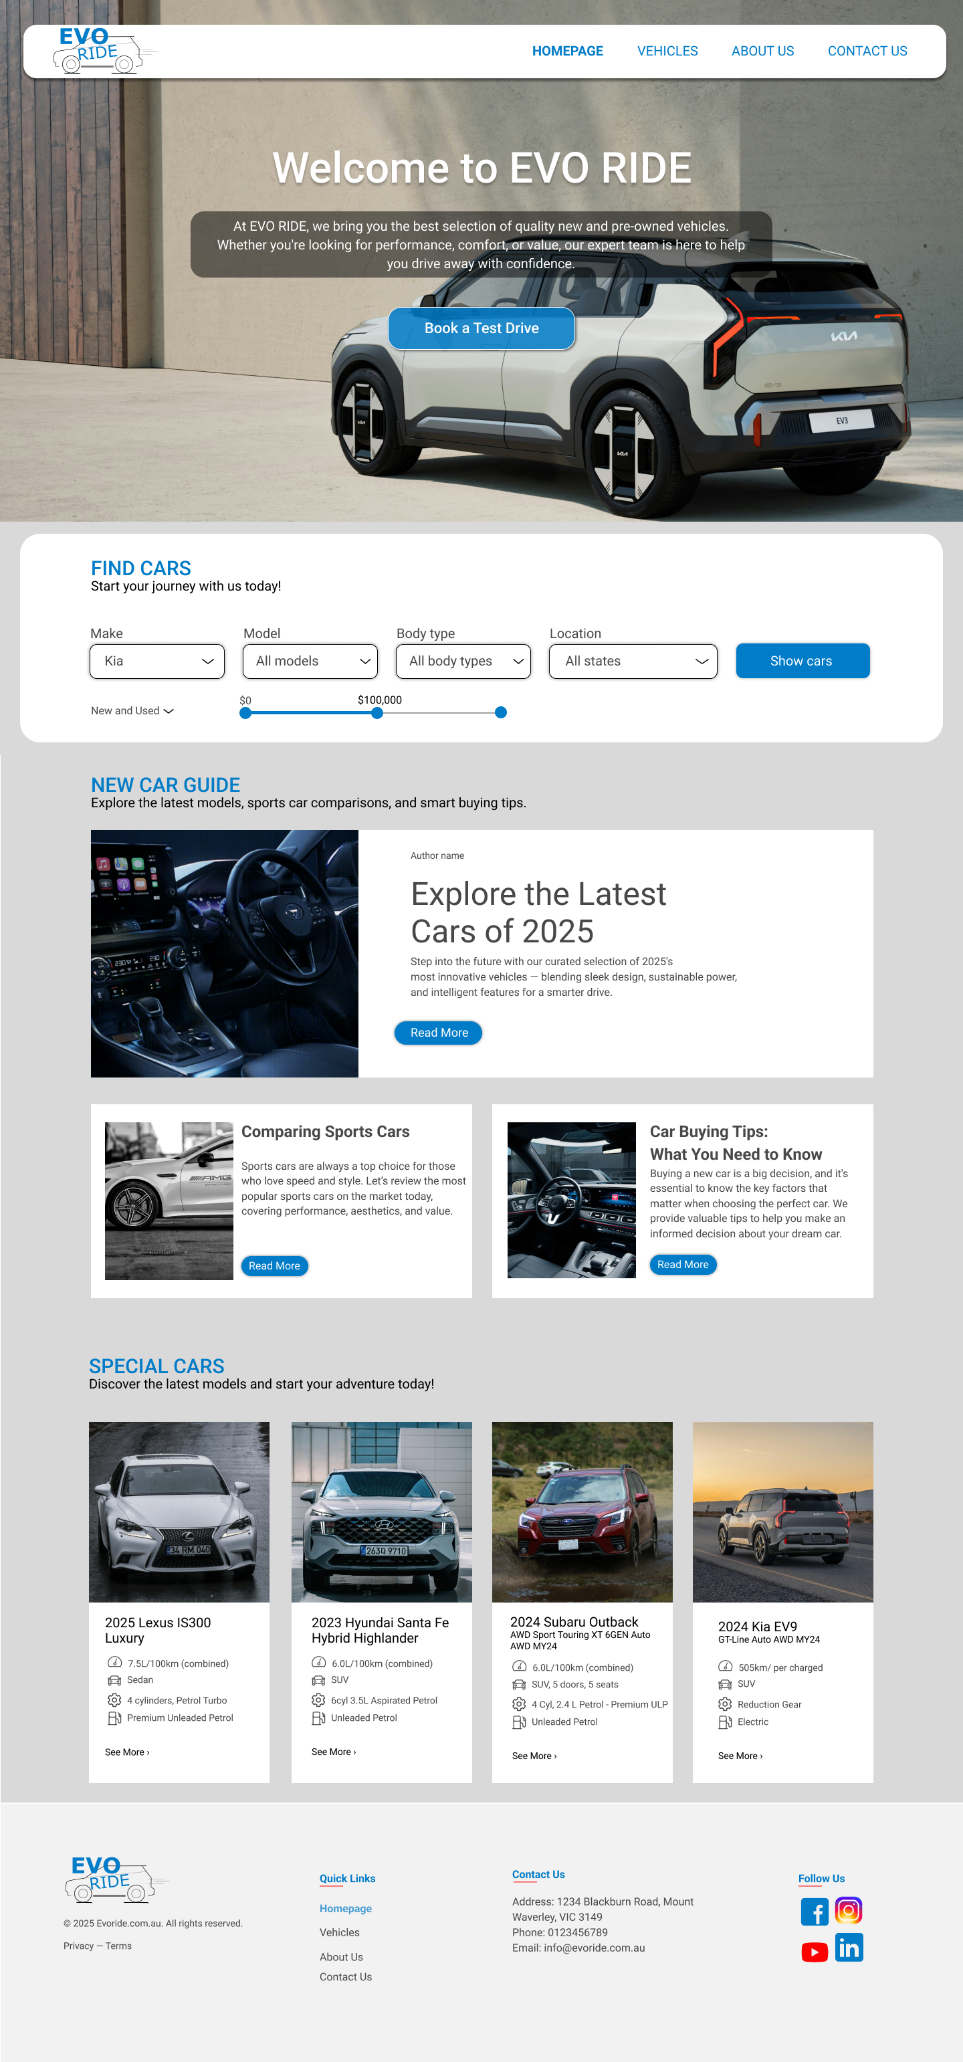 EVO
RIDE
HOMEPAGE
VEHICLES
ABOUT US
CONTACT US
Welcome to EVO RIDE
At EVO RIDE, we bring you the best selection of quality new and pre-owned vehicles.
Whether you're looking for performance, comfort, or value, our expert team is here to help
you drive away with confidence.
Book a Test Drive
KIA
EV3
FIND CARS
Start your journey with us today!
Make
Model
Body type
Location
Kia
All models
All body types
All states
Show cars
New and Used
$0
$100,000
NEW CAR GUIDE
Explore the latest models, sports car comparisons, and smart buying tips.
Author name
Explore the Latest
Cars of 2025
Step into the future with our curated selection of 2025's
most innovative vehicles — blending sleek design, sustainable power,
and intelligent features for a smarter drive.
Read More
Comparing Sports Cars
Sports cars are always a top choice for those
who love speed and style. Let's review the most
popular sports cars on the market today,
covering performance, aesthetics, and value.
Read More
AMG
Car Buying Tips:
What You Need to Know
Buying a new car is a big decision, and it's
essential to know the key factors that
matter when choosing the perfect car. We
provide valuable tips to help you make an
informed decision about your dream car.
Read More
SPECIAL CARS
Discover the latest models and start your adventure today!
34 RM 040
2025 Lexus IS300
Luxury
7.5L/100km (combined)
Sedan
4 cylinders, Petrol Turbo
Premium Unleaded Petrol
See More ›
2630 9710
2023 Hyundai Santa Fe
Hybrid Highlander
6.0L/100km (combined)
SUV
6cyl 3.5L Aspirated Petrol
Unleaded Petrol
See More ›
2024 Subaru Outback
AWD Sport Touring XT 6GEN Auto
AWD MY24
6.0L/100km (combined)
SUV, 5 doors, 5 seats
4 Cyl, 2.4 L Petrol - Premium ULP
Unleaded Petrol
See More ›
2024 Kia EV9
GT-Line Auto AWD MY24
505km/ per charged
SUV
Reduction Gear
Electric
See More ›
EVO
RIDE
© 2025 Evoride.com.au. All rights reserved.
Privacy — Terms
Quick Links
Homepage
Vehicles
About Us
Contact Us
Contact Us
Address: 1234 Blackburn Road, Mount
Waverley, VIC 3149
Phone: 0123456789
Email: info@evoride.com.au
Follow Us